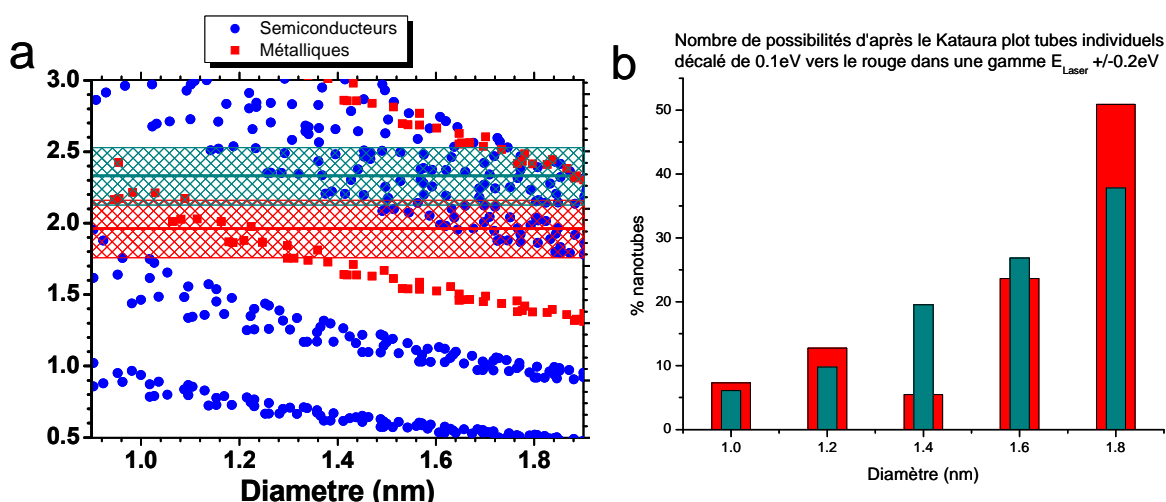 Semiconducteurs
Métalliques
a
3.0
2.5
2.0
1.5
1.0
0.5
1.0 1.2 1.4 1.6 1.8
Diametre (nm)
Nombre de possibilités d'après le Kataura plot tubes individuels
décalé de 0.1eV vers le rouge dans une gamme E_Laser +/-0.2eV
b
50
40
30
20
10
0
% nanotubes
1.0 1.2 1.4 1.6 1.8
Diamètre (nm)